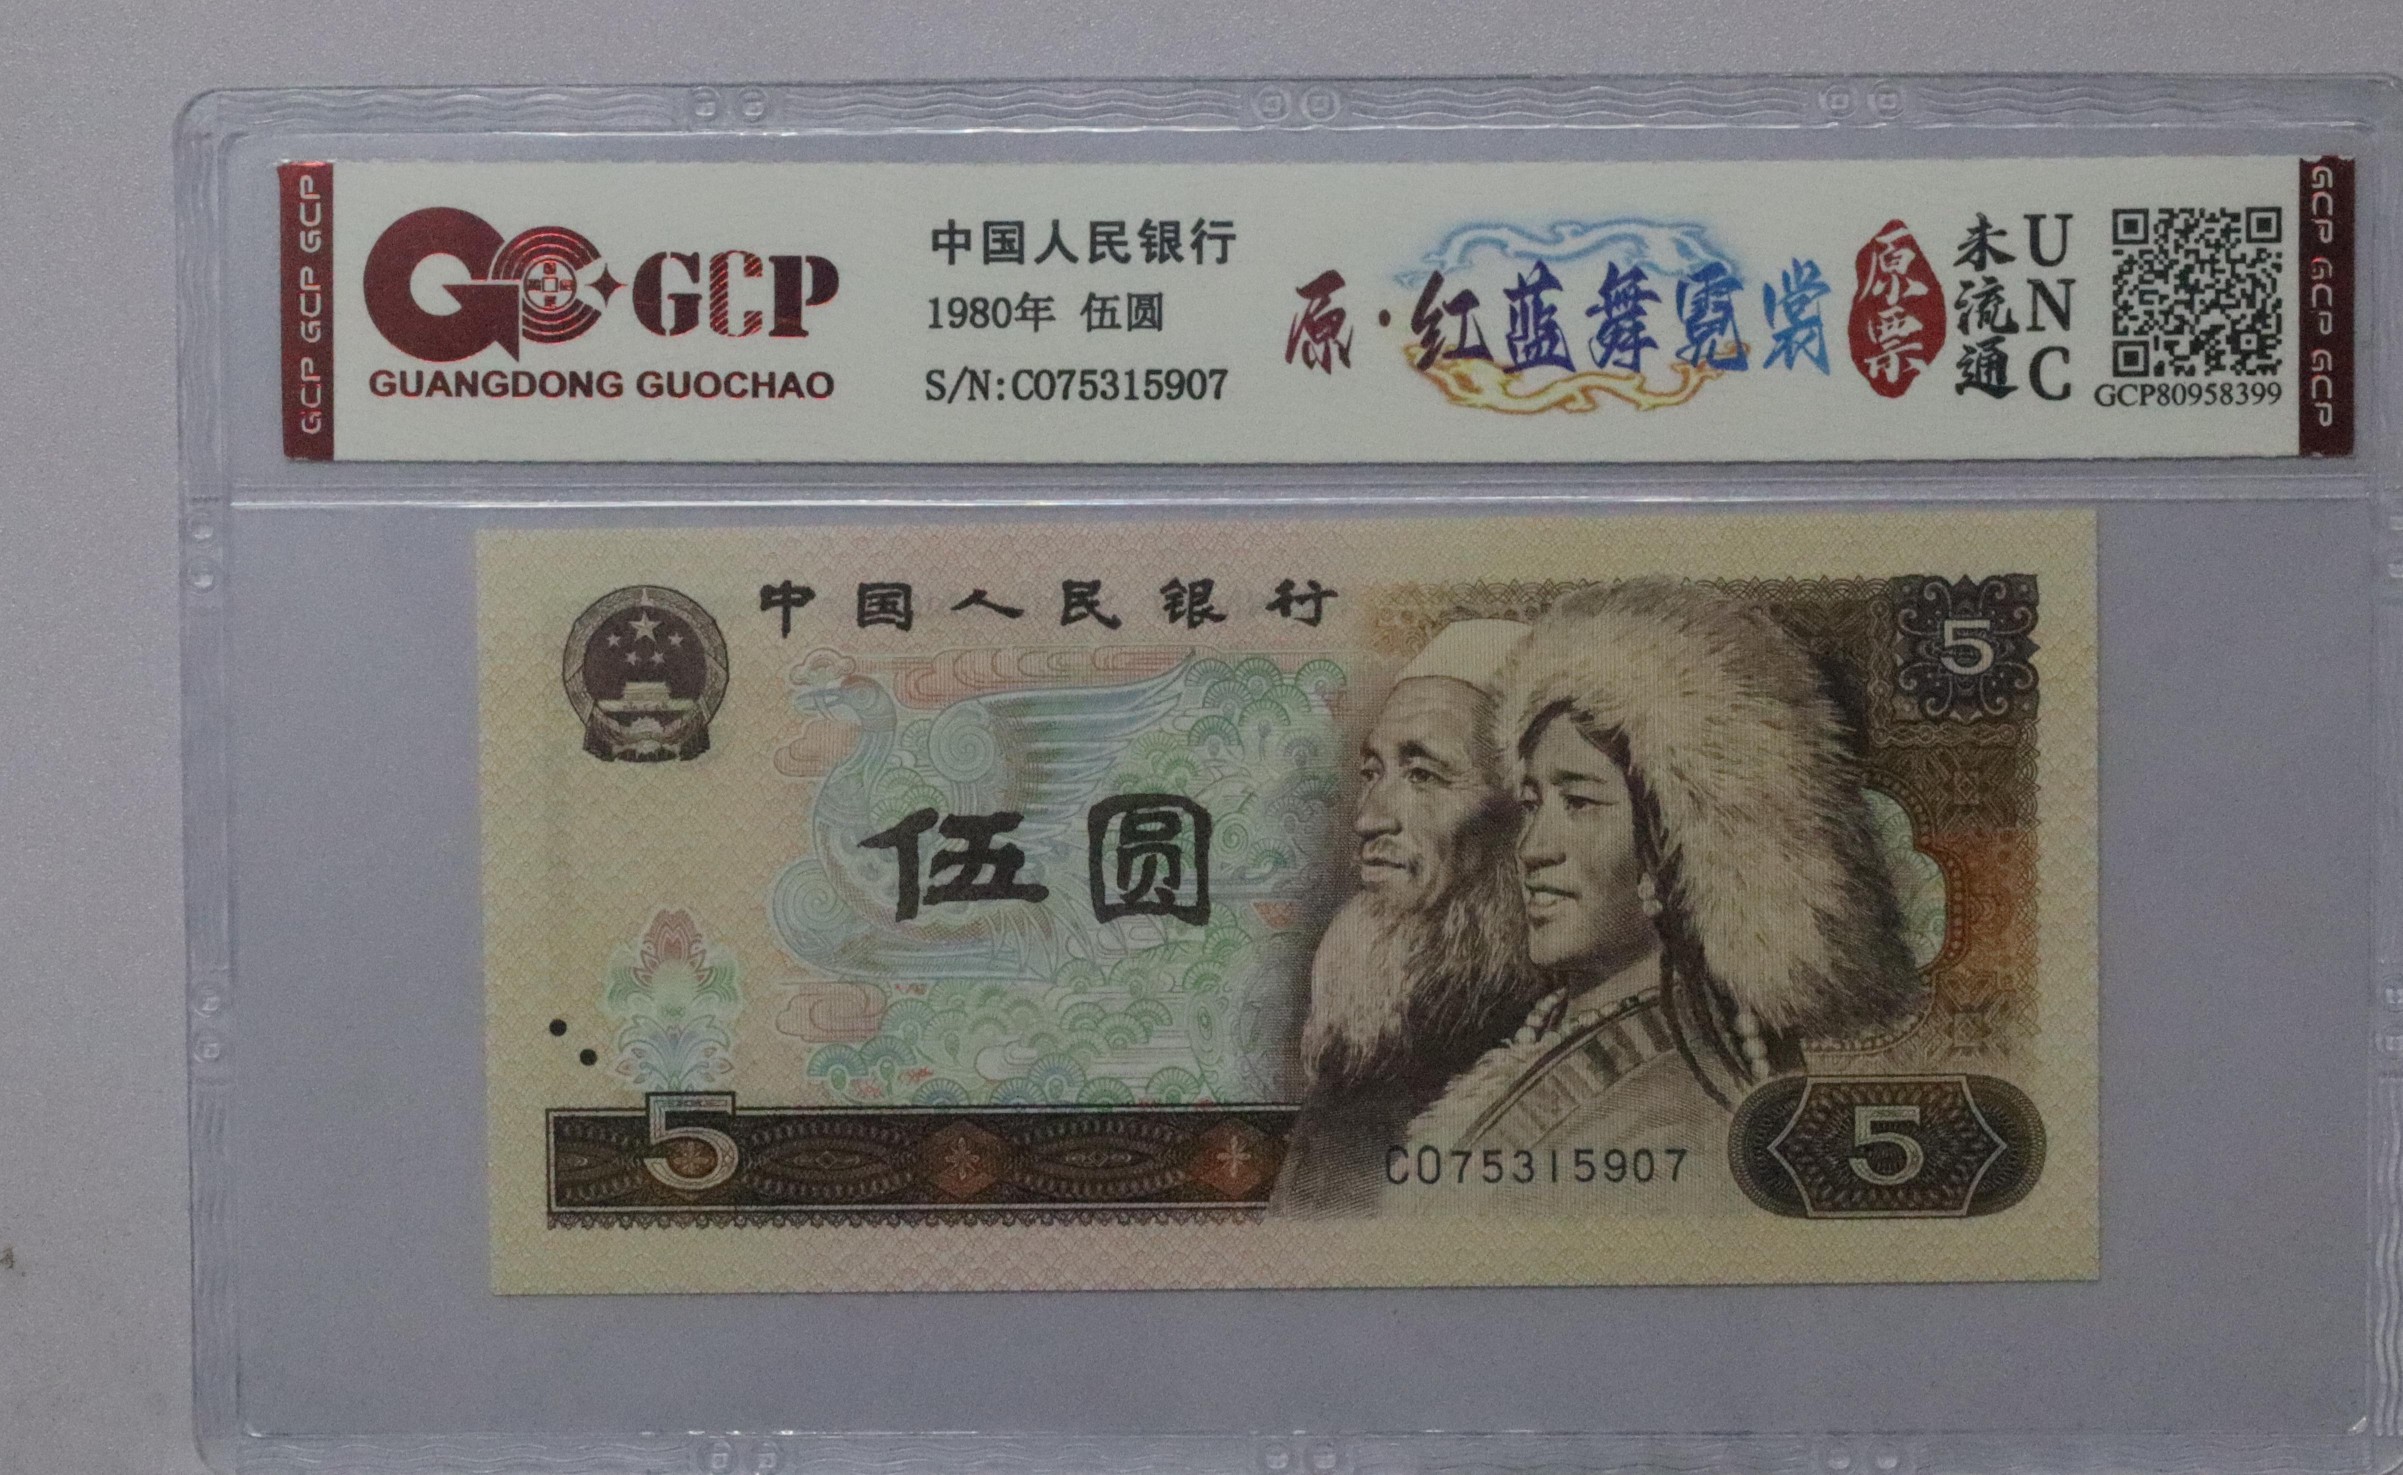 GCP GCP GCP
GCP
GUANGDONG GUOCHAO
中国人民银行
1980年 伍圆
S/N:CO75315907
原·红蓝舞霓裳
原票
未流通
UNC
GCP80958399
GCP GCP GCP
中国人民银行
5
伍圆
5
CO75315907
5